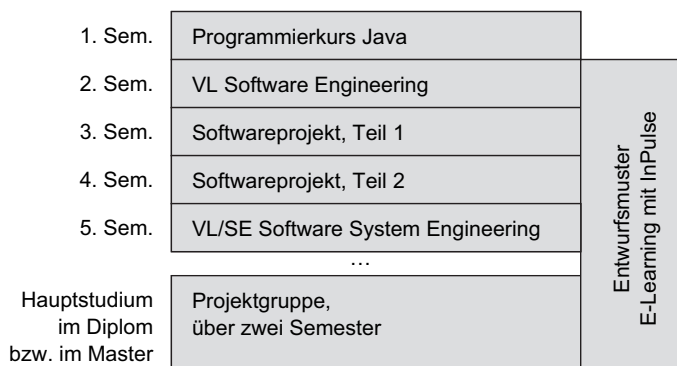 1. Sem. Programmierkurs Java
2. Sem. VL Software Engineering
3. Sem. Softwareprojekt, Teil 1
4. Sem. Softwareprojekt, Teil 2
5. Sem. VL/SE Software System Engineering
...
Hauptstudium
im Diplom
bzw. im Master
Projektgruppe,
über zwei Semester
Entwurfsmuster
E-Learning mit InPulse